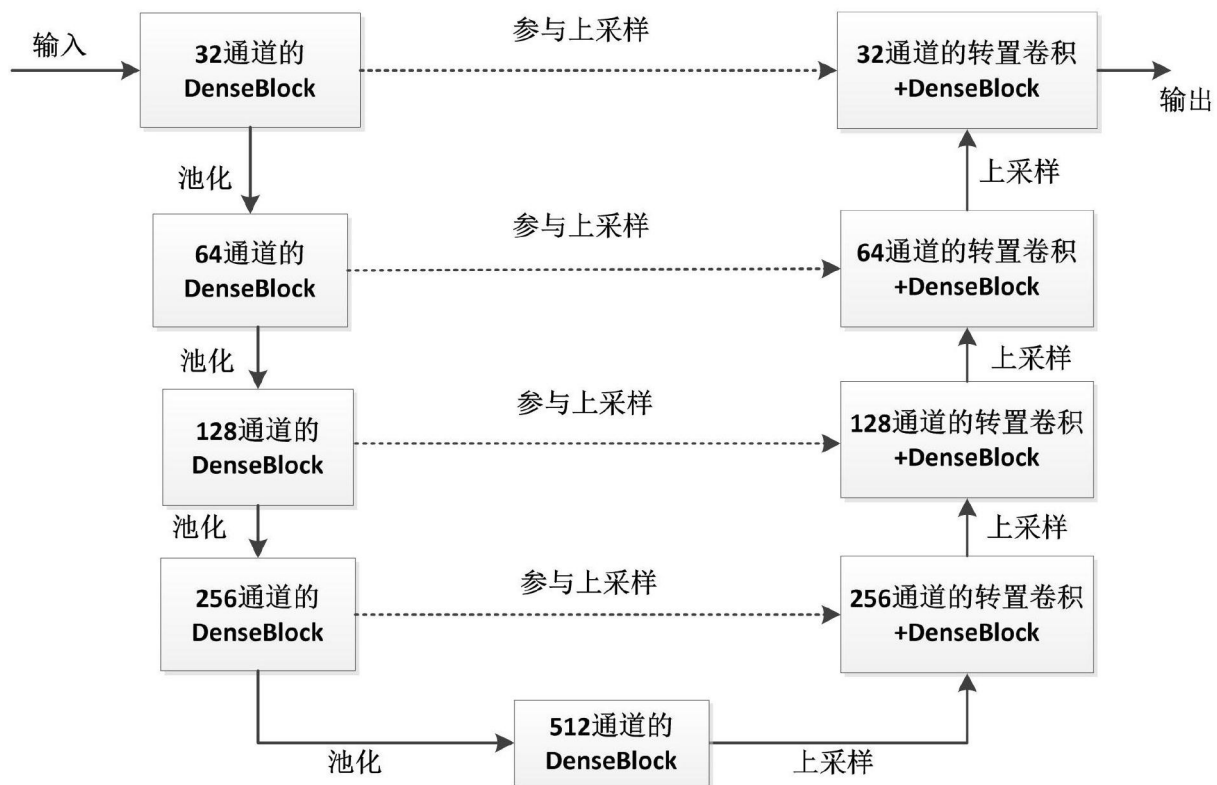 输入
32通道的
DenseBlock
参与上采样
32通道的转置卷积
+DenseBlock
输出
池化
上采样
64通道的
DenseBlock
参与上采样
64通道的转置卷积
+DenseBlock
池化
上采样
128通道的
DenseBlock
参与上采样
128通道的转置卷积
+DenseBlock
池化
上采样
256通道的
DenseBlock
参与上采样
256通道的转置卷积
+DenseBlock
池化
512通道的
DenseBlock
上采样